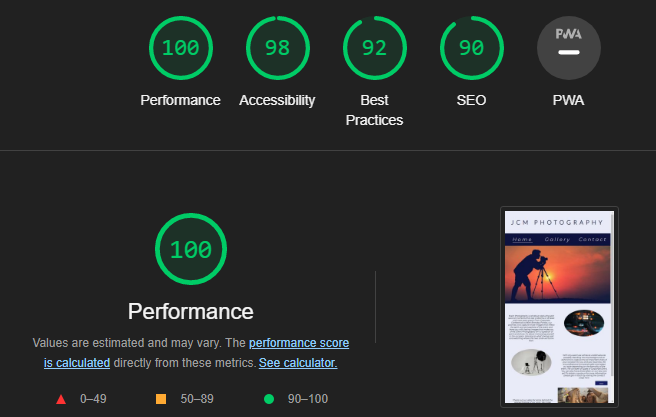 100
98
92
90
PWA
Performance
Accessibility
Best
Practices
SEO
PWA
100
Performance
Values are estimated and may vary. The performance score
is calculated directly from these metrics. See calculator.
0–49
50–89
90–100
JCM PHOTOGRAPHY
Home
Gallery
Contact